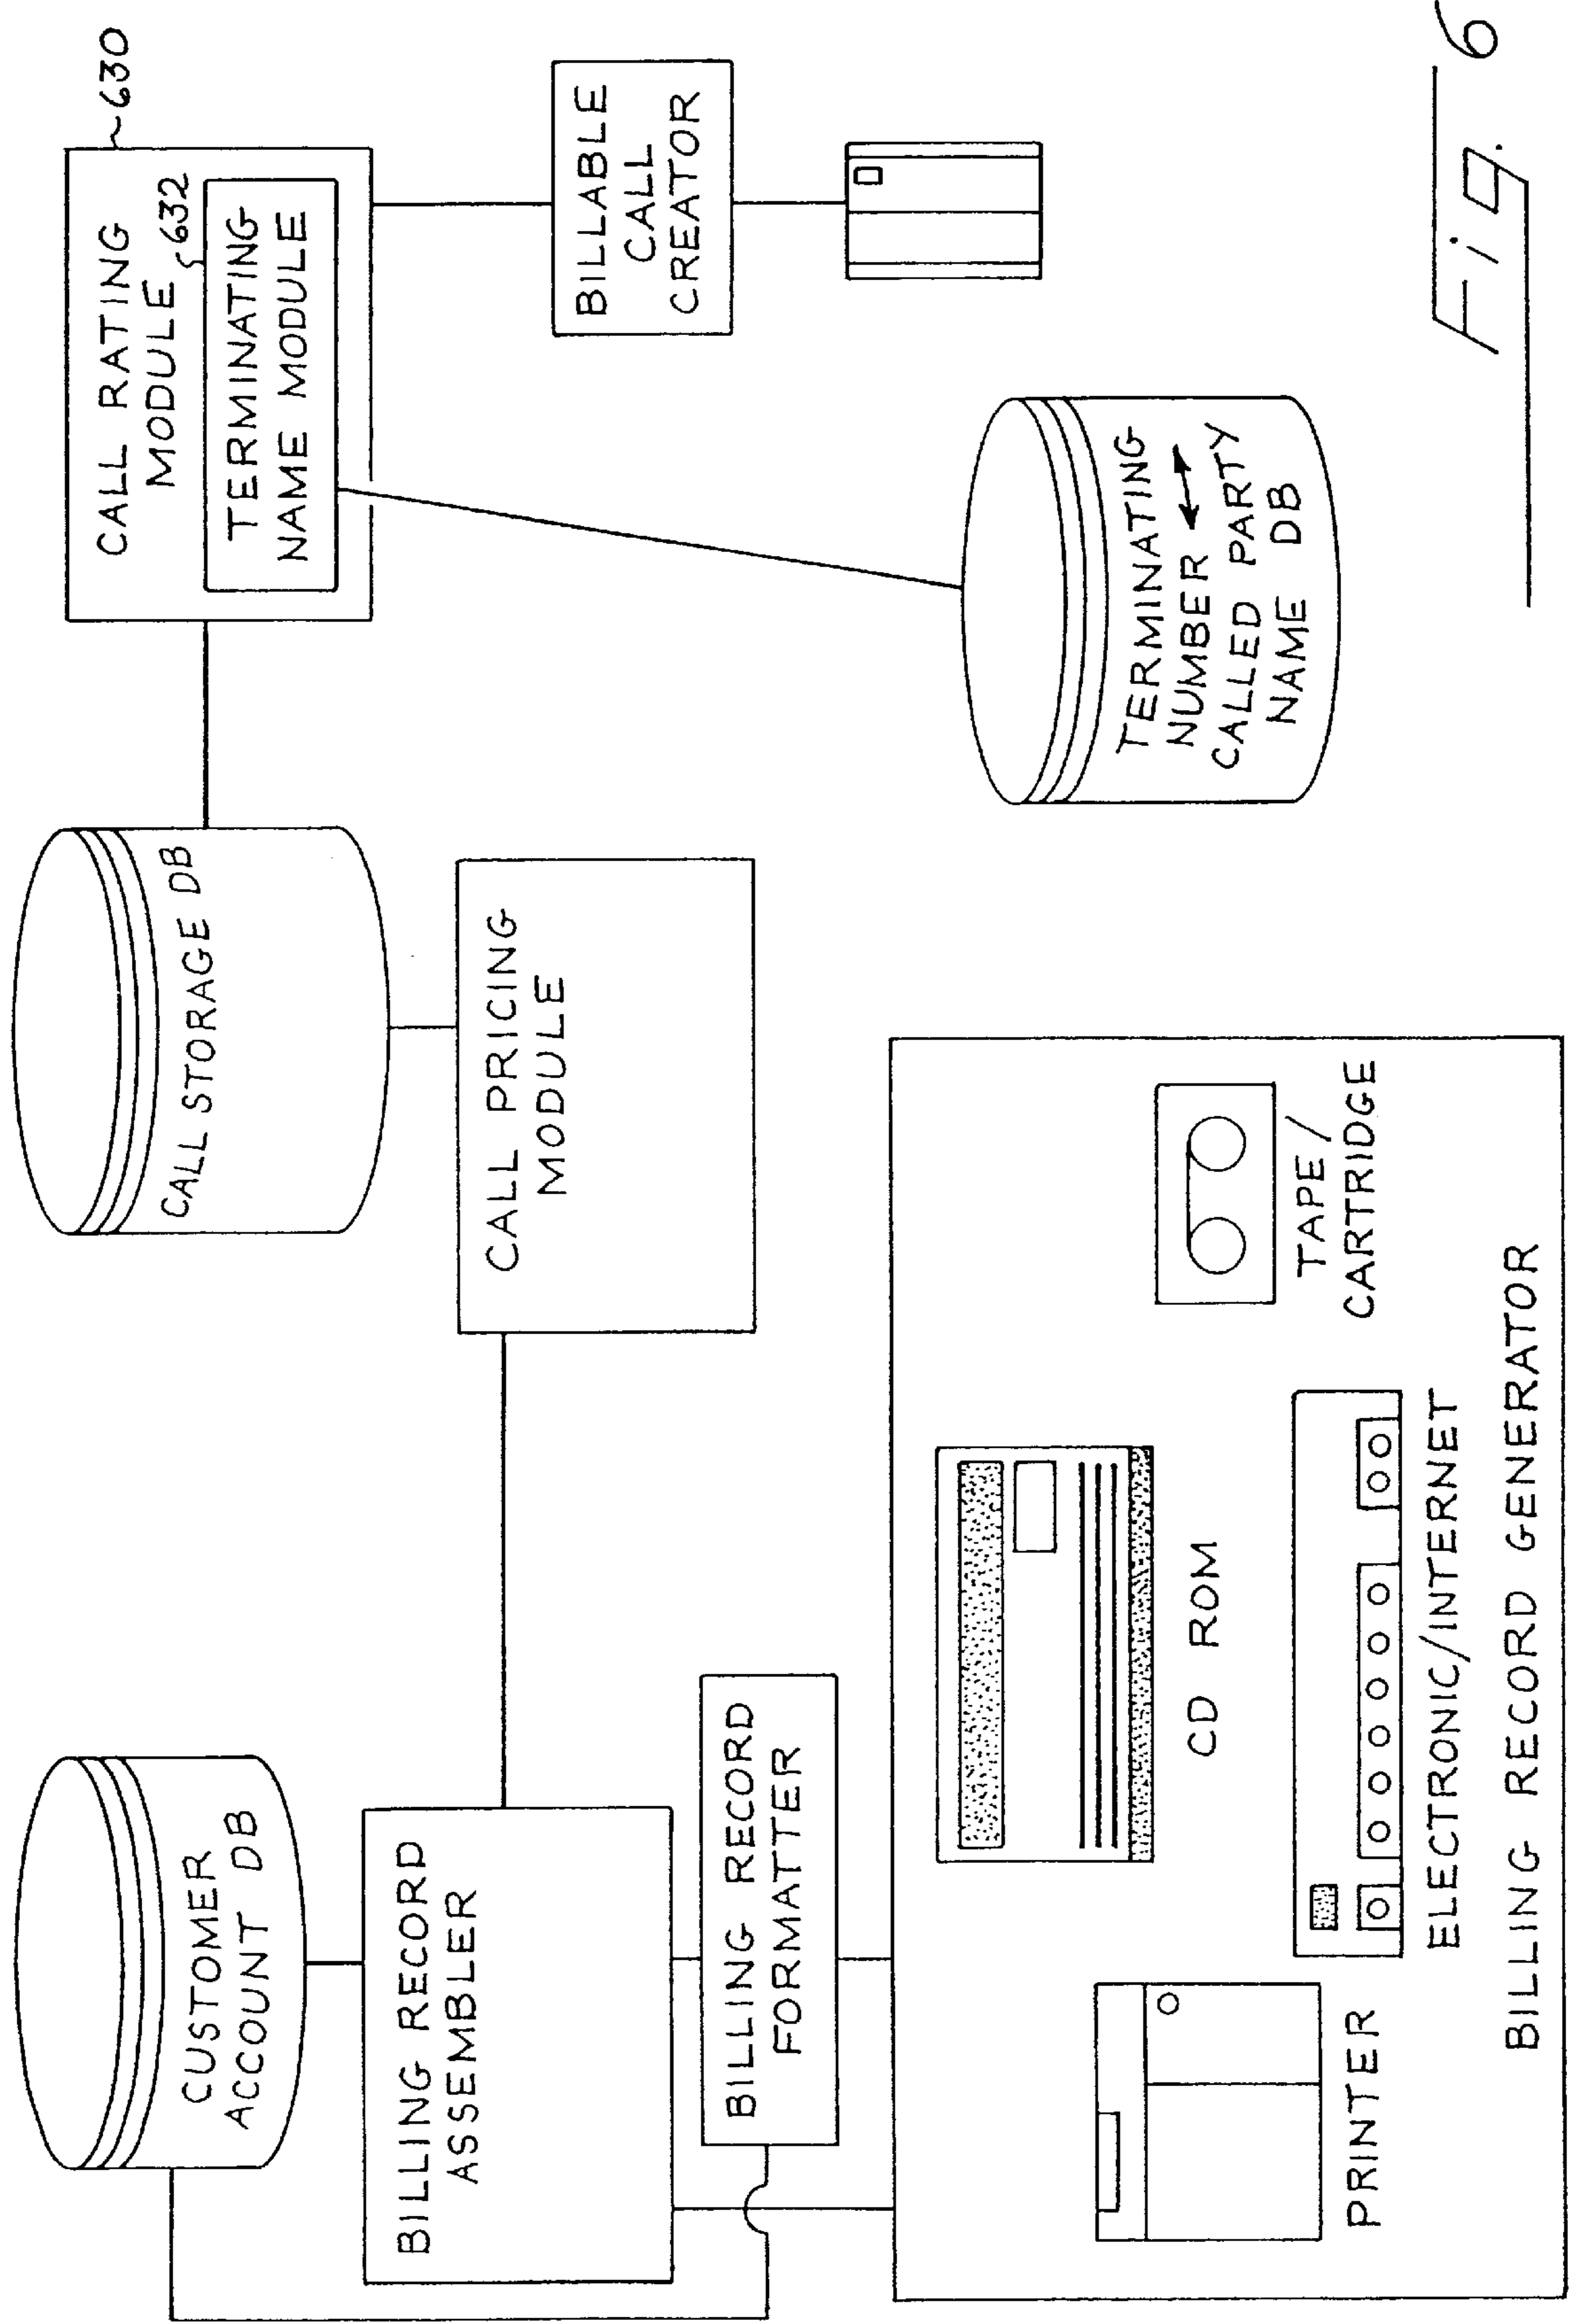 CUSTOMER
ACCOUNT DB
CALL STORAGE DB
CALL RATING
MODULE
630
632
TERMINATING
NAME MODULE
BILLING RECORD
ASSEMBLER
CALL PRICING
MODULE
BILLABLE
CALL
CREATOR
BILLING RECORD
FORMATTER
TERMINATING
NUMBER ↔
CALLED PARTY
NAME DB
PRINTER
CD ROM
ELECTRONIC/INTERNET
TAPE/
CARTRIDGE
BILLING RECORD GENERATOR
Fig. 6